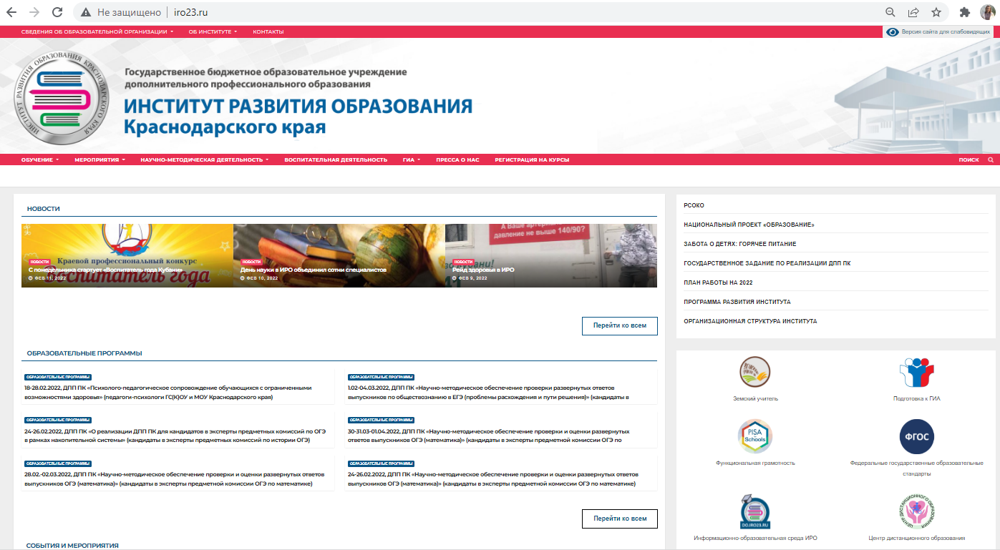 Не защищено
iro23.ru
СВЕДЕНИЯ ОБ ОБРАЗОВАТЕЛЬНОЙ ОРГАНИЗАЦИИ
ОБ ИНСТИТУТЕ
КОНТАКТЫ
Версия сайта для слабовидящих
ИНСТИТУТ РАЗВИТИЯ ОБРАЗОВАНИЯ КРАСНОДАРСКОГО КРАЯ
Государственное бюджетное образовательное учреждение
дополнительного профессионального образования
ИНСТИТУТ РАЗВИТИЯ ОБРАЗОВАНИЯ
Краснодарского края
ОБУЧЕНИЕ
МЕРОПРИЯТИЯ
НАУЧНО-МЕТОДИЧЕСКАЯ ДЕЯТЕЛЬНОСТЬ
ВОСПИТАТЕЛЬНАЯ ДЕЯТЕЛЬНОСТЬ
ГИА
ПРЕССА О НАС
РЕГИСТРАЦИЯ НА КУРСЫ
ПОИСК
НОВОСТИ
Краевой профессиональный конкурс
НОВОСТИ
С понедельника стартует «Воспитатель года Кубани»
ФЕВ 11, 2022
НОВОСТИ
День науки в ИРО объединил сотни специалистов
ФЕВ 10, 2022
А Ваше
давление не выше 140/90?
НОВОСТИ
Рейд здоровья в ИРО
ФЕВ 9, 2022
Перейти ко всем
ОБРАЗОВАТЕЛЬНЫЕ ПРОГРАММЫ
ОБРАЗОВАТЕЛЬНЫЕ ПРОГРАММЫ
18-28.02.2022, ДПП ПК «Психолого-педагогическое сопровождение обучающихся с ограниченными
возможностями здоровья» (педагоги-психологи ГС(К)ОУ и МОУ Краснодарского края)
ОБРАЗОВАТЕЛЬНЫЕ ПРОГРАММЫ
1.02-04.03.2022, ДПП ПК «Научно-методическое обеспечение проверки развернутых ответов
выпускников по обществознанию в ЕГЭ (проблемы расхождения и пути решения)» (кандидаты в
ОБРАЗОВАТЕЛЬНЫЕ ПРОГРАММЫ
24-26.02.2022, ДПП ПК «О реализации ДПП ПК для кандидатов в эксперты предметных комиссий по ОГЭ
в рамках накопительной системы» (кандидаты в эксперты предметных комиссий по истории ОГЭ)
ОБРАЗОВАТЕЛЬНЫЕ ПРОГРАММЫ
30-31.03-01.04.2022, ДПП ПК «Научно-методическое обеспечение проверки и оценки развернутых
ответов выпускников ОГЭ (математика)» (кандидаты в эксперты предметной комиссии ОГЭ по
ОБРАЗОВАТЕЛЬНЫЕ ПРОГРАММЫ
28.02.-02.03.2022, ДПП ПК «Научно-методическое обеспечение проверки и оценки развернутых ответов
выпускников ОГЭ (математика)» (кандидаты в эксперты предметной комиссии ОГЭ по математике)
ОБРАЗОВАТЕЛЬНЫЕ ПРОГРАММЫ
24-26.02.2022, ДПП ПК «Научно-методическое обеспечение проверки и оценки развернутых ответов
выпускников ОГЭ (математика)» (кандидаты в эксперты предметной комиссии ОГЭ по математике)
Перейти ко всем
СОБЫТИЯ И МЕРОПРИЯТИЯ
РСОКО
НАЦИОНАЛЬНЫЙ ПРОЕКТ «ОБРАЗОВАНИЕ»
ЗАБОТА О ДЕТЯХ: ГОРЯЧЕЕ ПИТАНИЕ
ГОСУДАРСТВЕННОЕ ЗАДАНИЕ ПО РЕАЛИЗАЦИИ ДПП ПК
ПЛАН РАБОТЫ НА 2022
ПРОГРАММА РАЗВИТИЯ ИНСТИТУТА
ОРГАНИЗАЦИОННАЯ СТРУКТУРА ИНСТИТУТА
Земский учитель
Подготовка к ГИА
PISA
Schools
Функциональная грамотность
ФГОС
Федеральные государственные образовательные
стандарты
DO.IRO23.RU
Информационно-образовательная среда ИРО
ЦЕНТР ДИСТАНЦИОННОГО ОБРАЗОВАНИЯ
Центр дистанционного образования